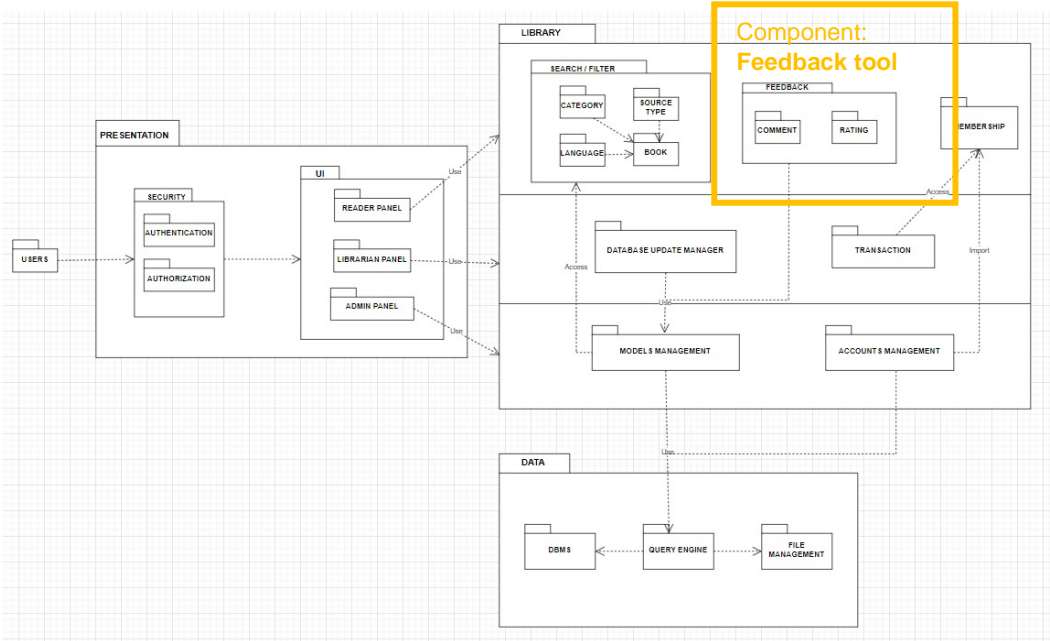 Component:
Feedback tool
LIBRARY
SEARCH / FILTER
CATEGORY
SOURCE
TYPE
LANGUAGE
BOOK
FEEDBACK
COMMENT
RATING
EMBERSHIP
PRESENTATION
SECURITY
AUTHENTICATION
AUTHORIZATION
UI
READER PANEL
LIBRARIAN PANEL
ADMIN PANEL
USERS
Use
Use
Use
Access
DATABASE UPDATE MANAGER
TRANSACTION
Access
Import
Use
MODELS MANAGEMENT
ACCOUNTS MANAGEMENT
Use
DATA
DBMS
QUERY ENGINE
FILE
MANAGEMENT